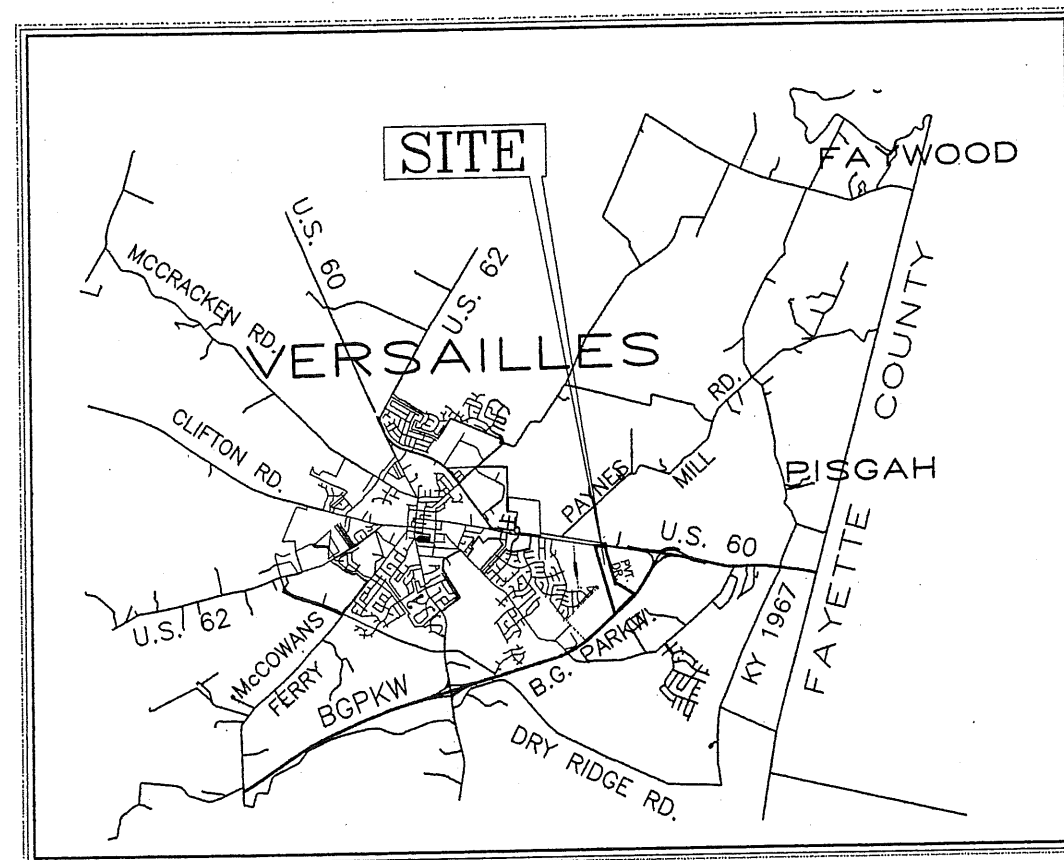 SITE
FAYWOOD
U.S. 60
U.S. 62
MCCRACKEN RD.
VERSAILLES
COUNTY
CLIFTON RD.
RD.
MILL
PAYNES
PISGAH
U.S. 60
PVT.
DR.
FAYETTE
U.S. 62
McCOWANS
FERRY
BGPKW
B.G. PARKW.
KY 1967
DRY RIDGE RD.